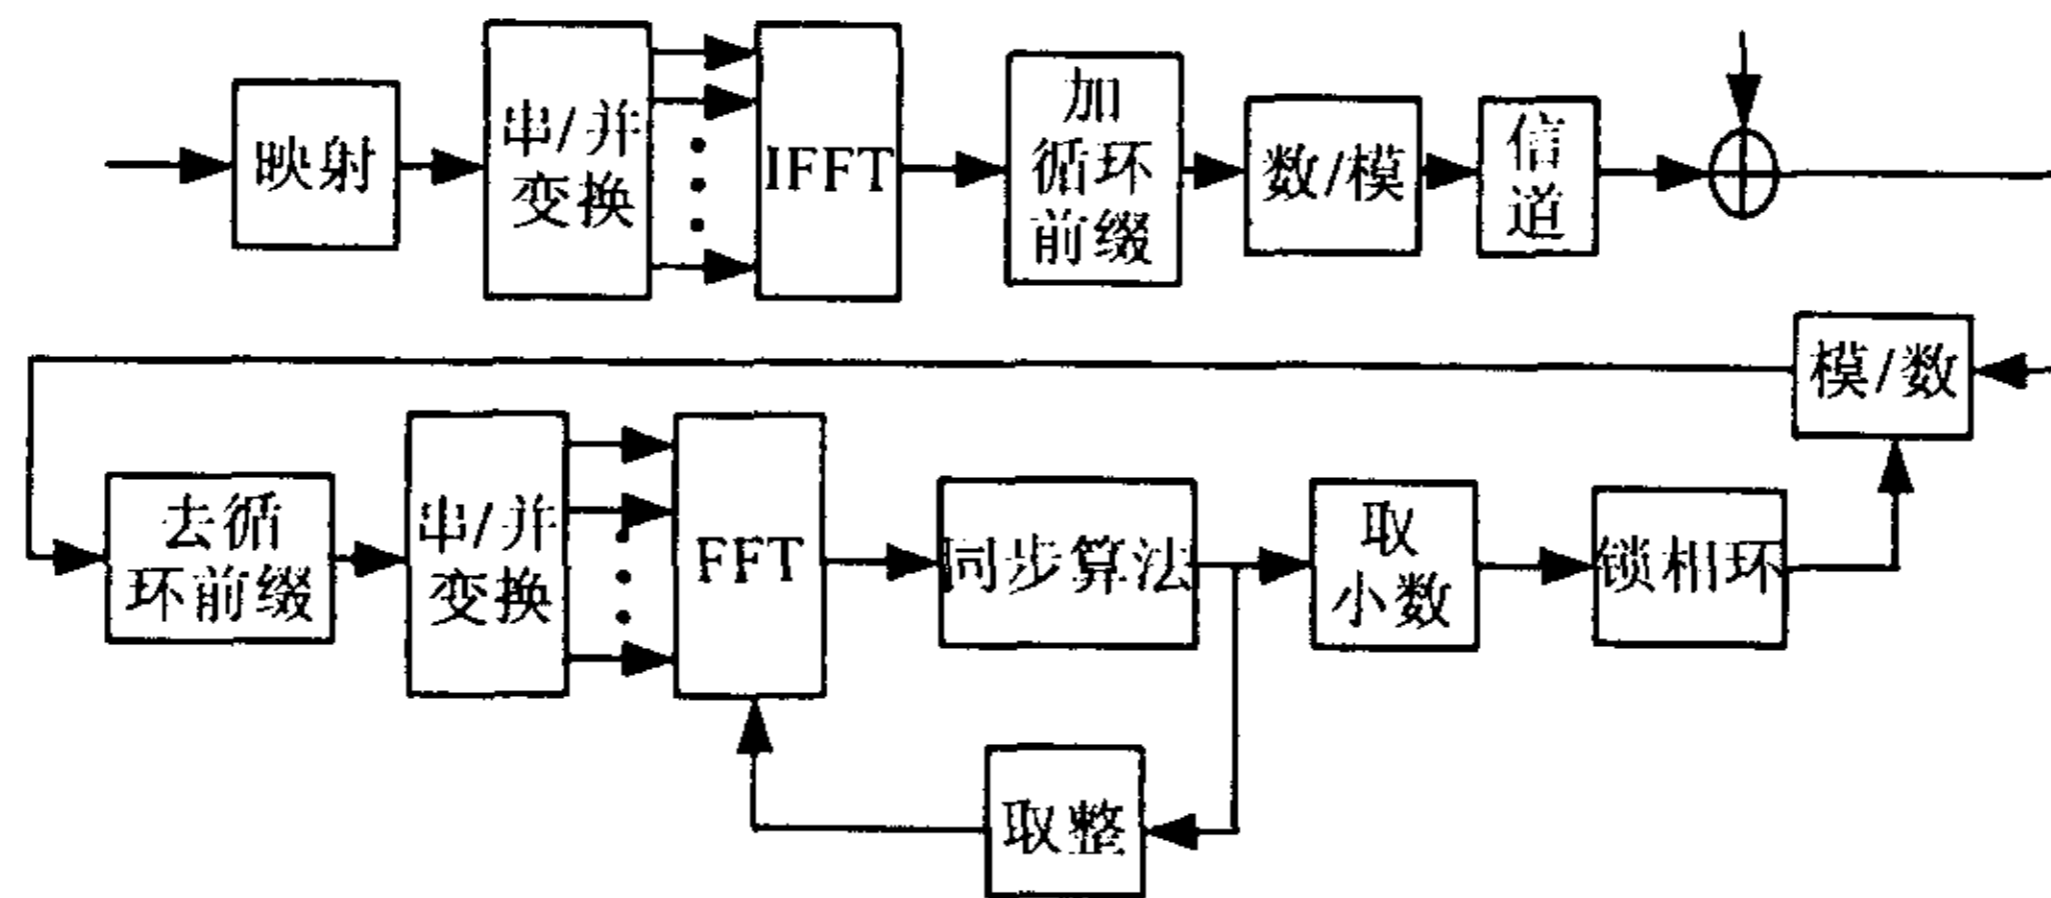 映射
串/并
变换
IFFT
加
循环
前缀
数/模
信
道
模/数
去循
环前缀
串/并
变换
FFT
同步算法
取
小数
锁相环
取整